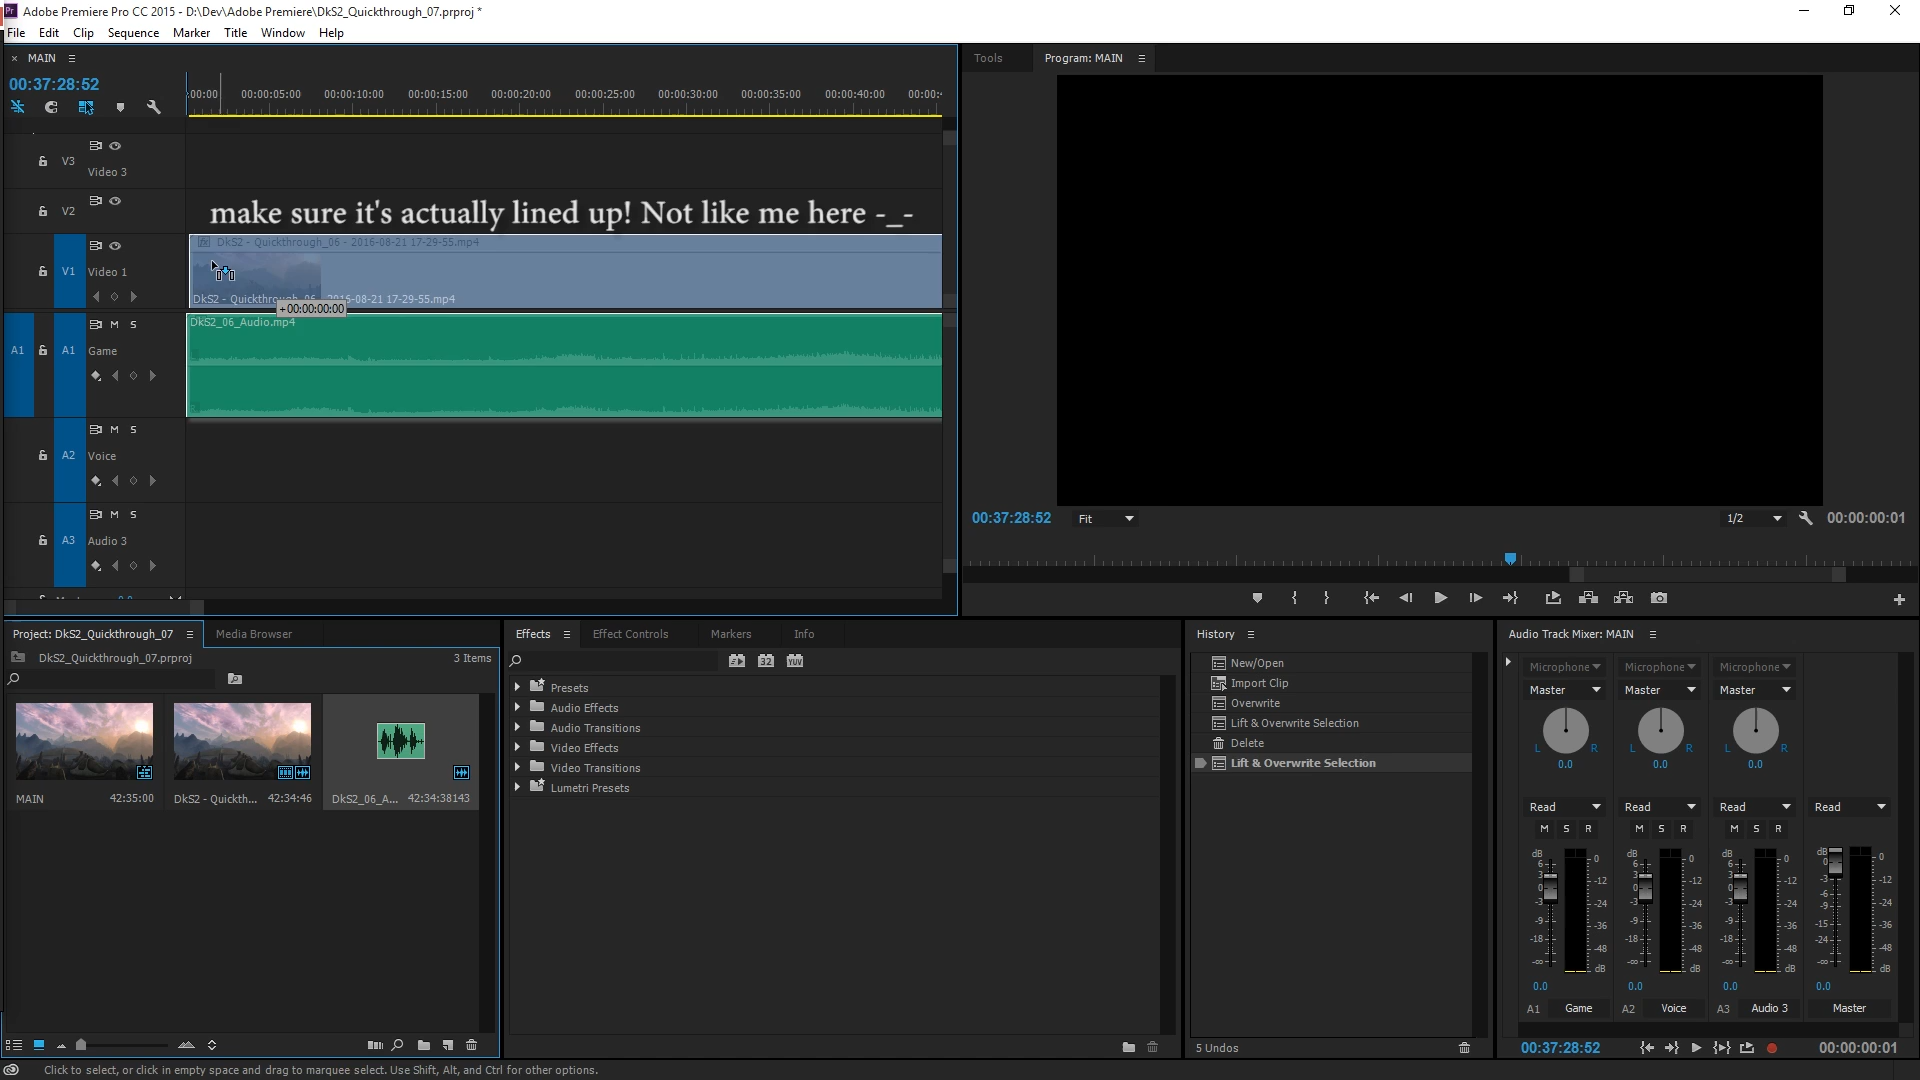 Adobe Premiere Pro CC 2015 - D:\Dev\Adobe Premiere\DkS2_Quickthrough_07.prproj *
File Edit Clip Sequence Marker Title Window Help
× MAIN
00:37:28:52
:00:00 00:00:05:00 00:00:10:00 00:00:15:00 00:00:20:00 00:00:25:00 00:00:30:00 00:00:35:00 00:00:40:00 00:00:
V3
Video 3
V2
make sure it's actually lined up! Not like me here -_-
DkS2 - Quickthrough_06 - 2016-08-21 17-29-55.mp4
V1 Video 1
DkS2 - Quickthrough_06 2016-08-21 17-29-55.mp4
+00:00:00:00
M S
DkS2_06_Audio.mp4
A1 A1 Game
M S
A2 Voice
M S
A3 Audio 3
Tools Program: MAIN
00:37:28:52 Fit 1/2 00:00:00:01
Project: DkS2_Quickthrough_07 Media Browser
DkS2_Quickthrough_07.prproj 3 Items
MAIN 42:35:00 DkS2 - Quickth... 42:34:46 DkS2_06_A... 42:34:38143
Effects Effect Controls Markers Info
32 YUV
Presets
Audio Effects
Audio Transitions
Video Effects
Video Transitions
Lumetri Presets
History
New/Open
Import Clip
Overwrite
Lift & Overwrite Selection
Delete
Lift & Overwrite Selection
5 Undos
Audio Track Mixer: MAIN
Microphone Microphone Microphone
Master Master Master
L R L R L R
0.0 0.0 0.0
Read Read Read Read
M S R M S R M S R
dB dB dB dB
6 0 6 0 6 0 0
3 3 3 0
0 -12 0 -12 0 -12 -3 -12
-3 -24 -3 -24 -3 -24 -6 -24
-9 -36 -9 -36 -9 -36 -15 -36
-18 -48 -18 -48 -18 -48 -24 -48
-∞ dB -∞ dB -∞ dB -∞ dB
0.0 0.0 0.0 0.0
A1 Game A2 Voice A3 Audio 3 Master
00:37:28:52 00:00:00:01
Click to select, or click in empty space and drag to marquee select. Use Shift, Alt, and Ctrl for other options.